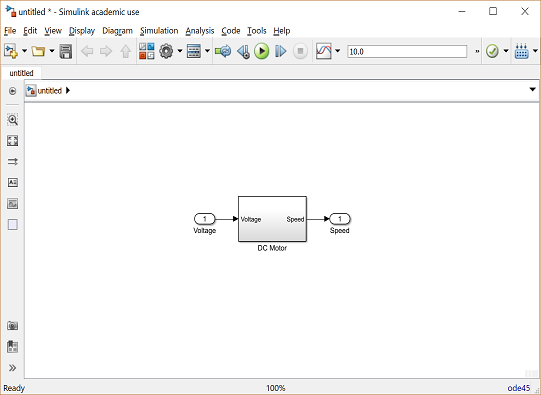 untitled * - Simulink academic use
File Edit View Display Diagram Simulation Analysis Code Tools Help
10.0 »
untitled
untitled
1 Voltage Speed 1
Voltage Speed
DC Motor
Ready 100% ode45